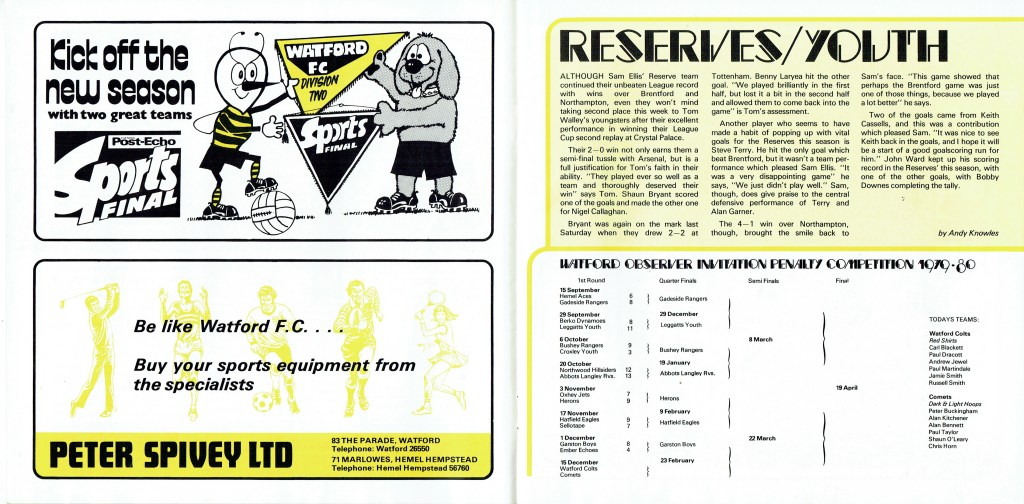 Kick off the
new season
with two great teams
Post-Echo
Sports
FINAL
WATFORD
FC
DIVISION
TWO
Sports
FINAL
Be like Watford F.C. . . .
Buy your sports equipment from
the specialists
PETER SPIVEY LTD
83 THE PARADE, WATFORD
Telephone: Watford 26550
71 MARLOWES, HEMEL HEMPSTEAD
Telephone: Hemel Hempstead 56760
RESERVES/YOUTH
ALTHOUGH Sam Ellis' Reserve team
continued their unbeaten League record
with wins over Brentford and
Northampton, even they won't mind
taking second place this week to Tom
Walley's youngsters after their excellent
performance in winning their League
Cup second replay at Crystal Palace.
Their 2—0 win not only earns them a
semi-final tussle with Arsenal, but is a
full justification for Tom's faith in their
ability. "They played ever so well as a
team and thoroughly deserved their
win" says Tom. Shaun Bryant scored
one of the goals and made the other one
for Nigel Callaghan.
Bryant was again on the mark last
Saturday when they drew 2—2 at
Tottenham. Benny Laryea hit the other
goal. "We played brilliantly in the first
half, but lost it a bit in the second half
and allowed them to come back into the
game" is Tom's assessment.
Another player who seems to have
made a habit of popping up with vital
goals for the Reserves this season is
Steve Terry. He hit the only goal which
beat Brentford, but it wasn't a team per-
formance which pleased Sam Ellis. "It
was a very disappointing game" he
says, "We just didn't play well." Sam,
though, does give praise to the central
defensive performance of Terry and
Alan Garner.
The 4—1 win over Northampton,
though, brought the smile back to
Sam's face. "This game showed that
perhaps the Brentford game was just
one of those things, because we played
a lot better" he says.
Two of the goals came from Keith
Cassells, and this was a contribution
which pleased Sam. "It was nice to see
Keith back in the goals, and I hope it will
be a start of a good goalscoring run for
him." John Ward kept up his scoring
record in the Reserves' this season, with
one of the other goals, with Bobby
Downes completing the tally.
by Andy Knowles
WATFORD OBSERVER INVITATION PENALTY COMPETITION 1979-80
1st Round
Quarter Finals
Semi Finals
Final
15 September
Hemel Aces 6
Gadeside Rangers 8
29 September
Berko Dynamoes 8
Leggatts Youth 11
6 October
Bushey Rangers 9
Croxley Youth 3
20 October
Northwood Hillsiders 12
Abbots Langley Rvs. 13
3 November
Oxhey Jets 7
Herons 9
17 November
Hatfield Eagles 9
Sellotape 7
1 December
Garston Boys 8
Ember Echoes 4
15 December
Watford Colts
Comets
Gadeside Rangers
29 December
Leggatts Youth
Bushey Rangers
19 January
Abbots Langley Rvs.
Herons
9 February
Hatfield Eagles
Garston Boys
23 February
8 March
22 March
19 April
TODAYS TEAMS:
Watford Colts
Red Shirts
Carl Blackett
Paul Dracott
Andrew Jewel
Paul Martindale
Jamie Smith
Russell Smith
Comets
Dark & Light Hoops
Peter Buckingham
Alan Kitchener
Alan Bennett
Paul Taylor
Shaun O'Leary
Chris Horn